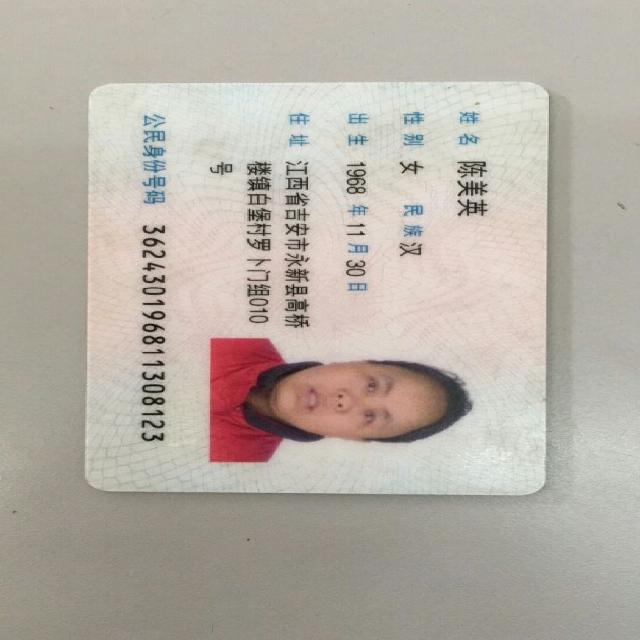 姓名 陈美英
性别 女 民族 汉
出生 1968 年 11 月 30 日
住址 江西省吉安市永新县高桥
楼镇白堡村罗卜门组010
号
公民身份号码 362430196811308123